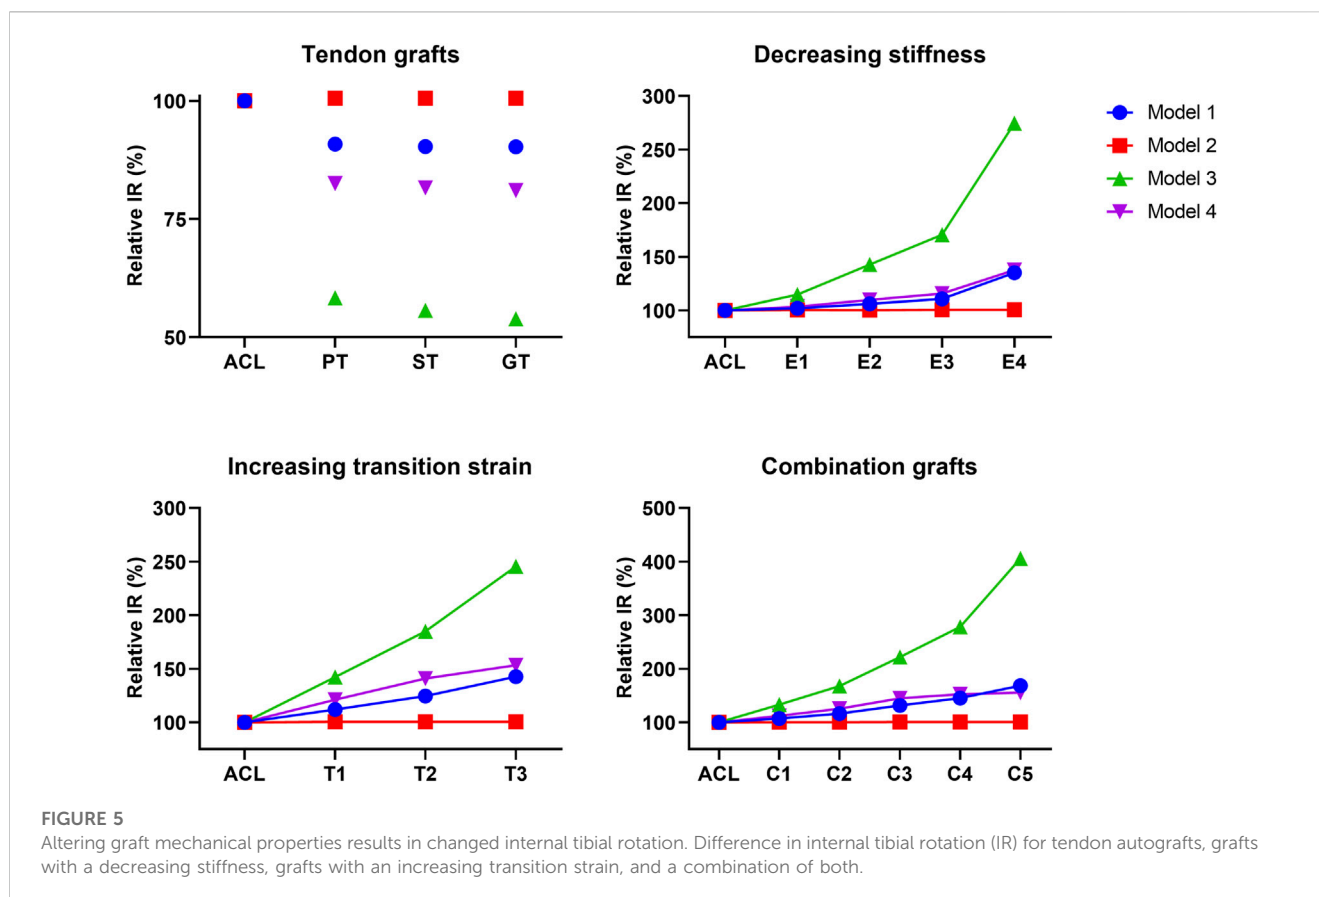 Tendon grafts
Relative IR (%)
100
75
50
ACL PT ST GT
Decreasing stiffness
Relative IR (%)
300
250
200
150
100
ACL E1 E2 E3 E4
Model 1
Model 2
Model 3
Model 4
Increasing transition strain
Relative IR (%)
300
250
200
150
100
ACL T1 T2 T3
Combination grafts
Relative IR (%)
500
400
300
200
100
ACL C1 C2 C3 C4 C5
FIGURE 5
Altering graft mechanical properties results in changed internal tibial rotation. Difference in internal tibial rotation (IR) for tendon autografts, grafts
with a decreasing stiffness, grafts with an increasing transition strain, and a combination of both.